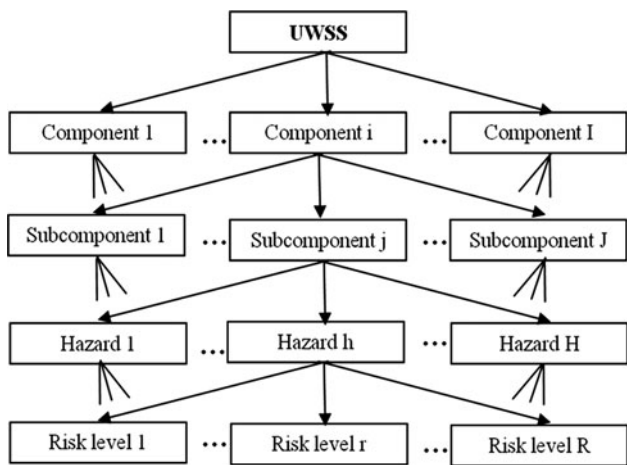 UWSS
Component 1 ... Component i ... Component I
Subcomponent 1 ... Subcomponent j ... Subcomponent J
Hazard 1 ... Hazard h ... Hazard H
Risk level 1 ... Risk level r ... Risk level R